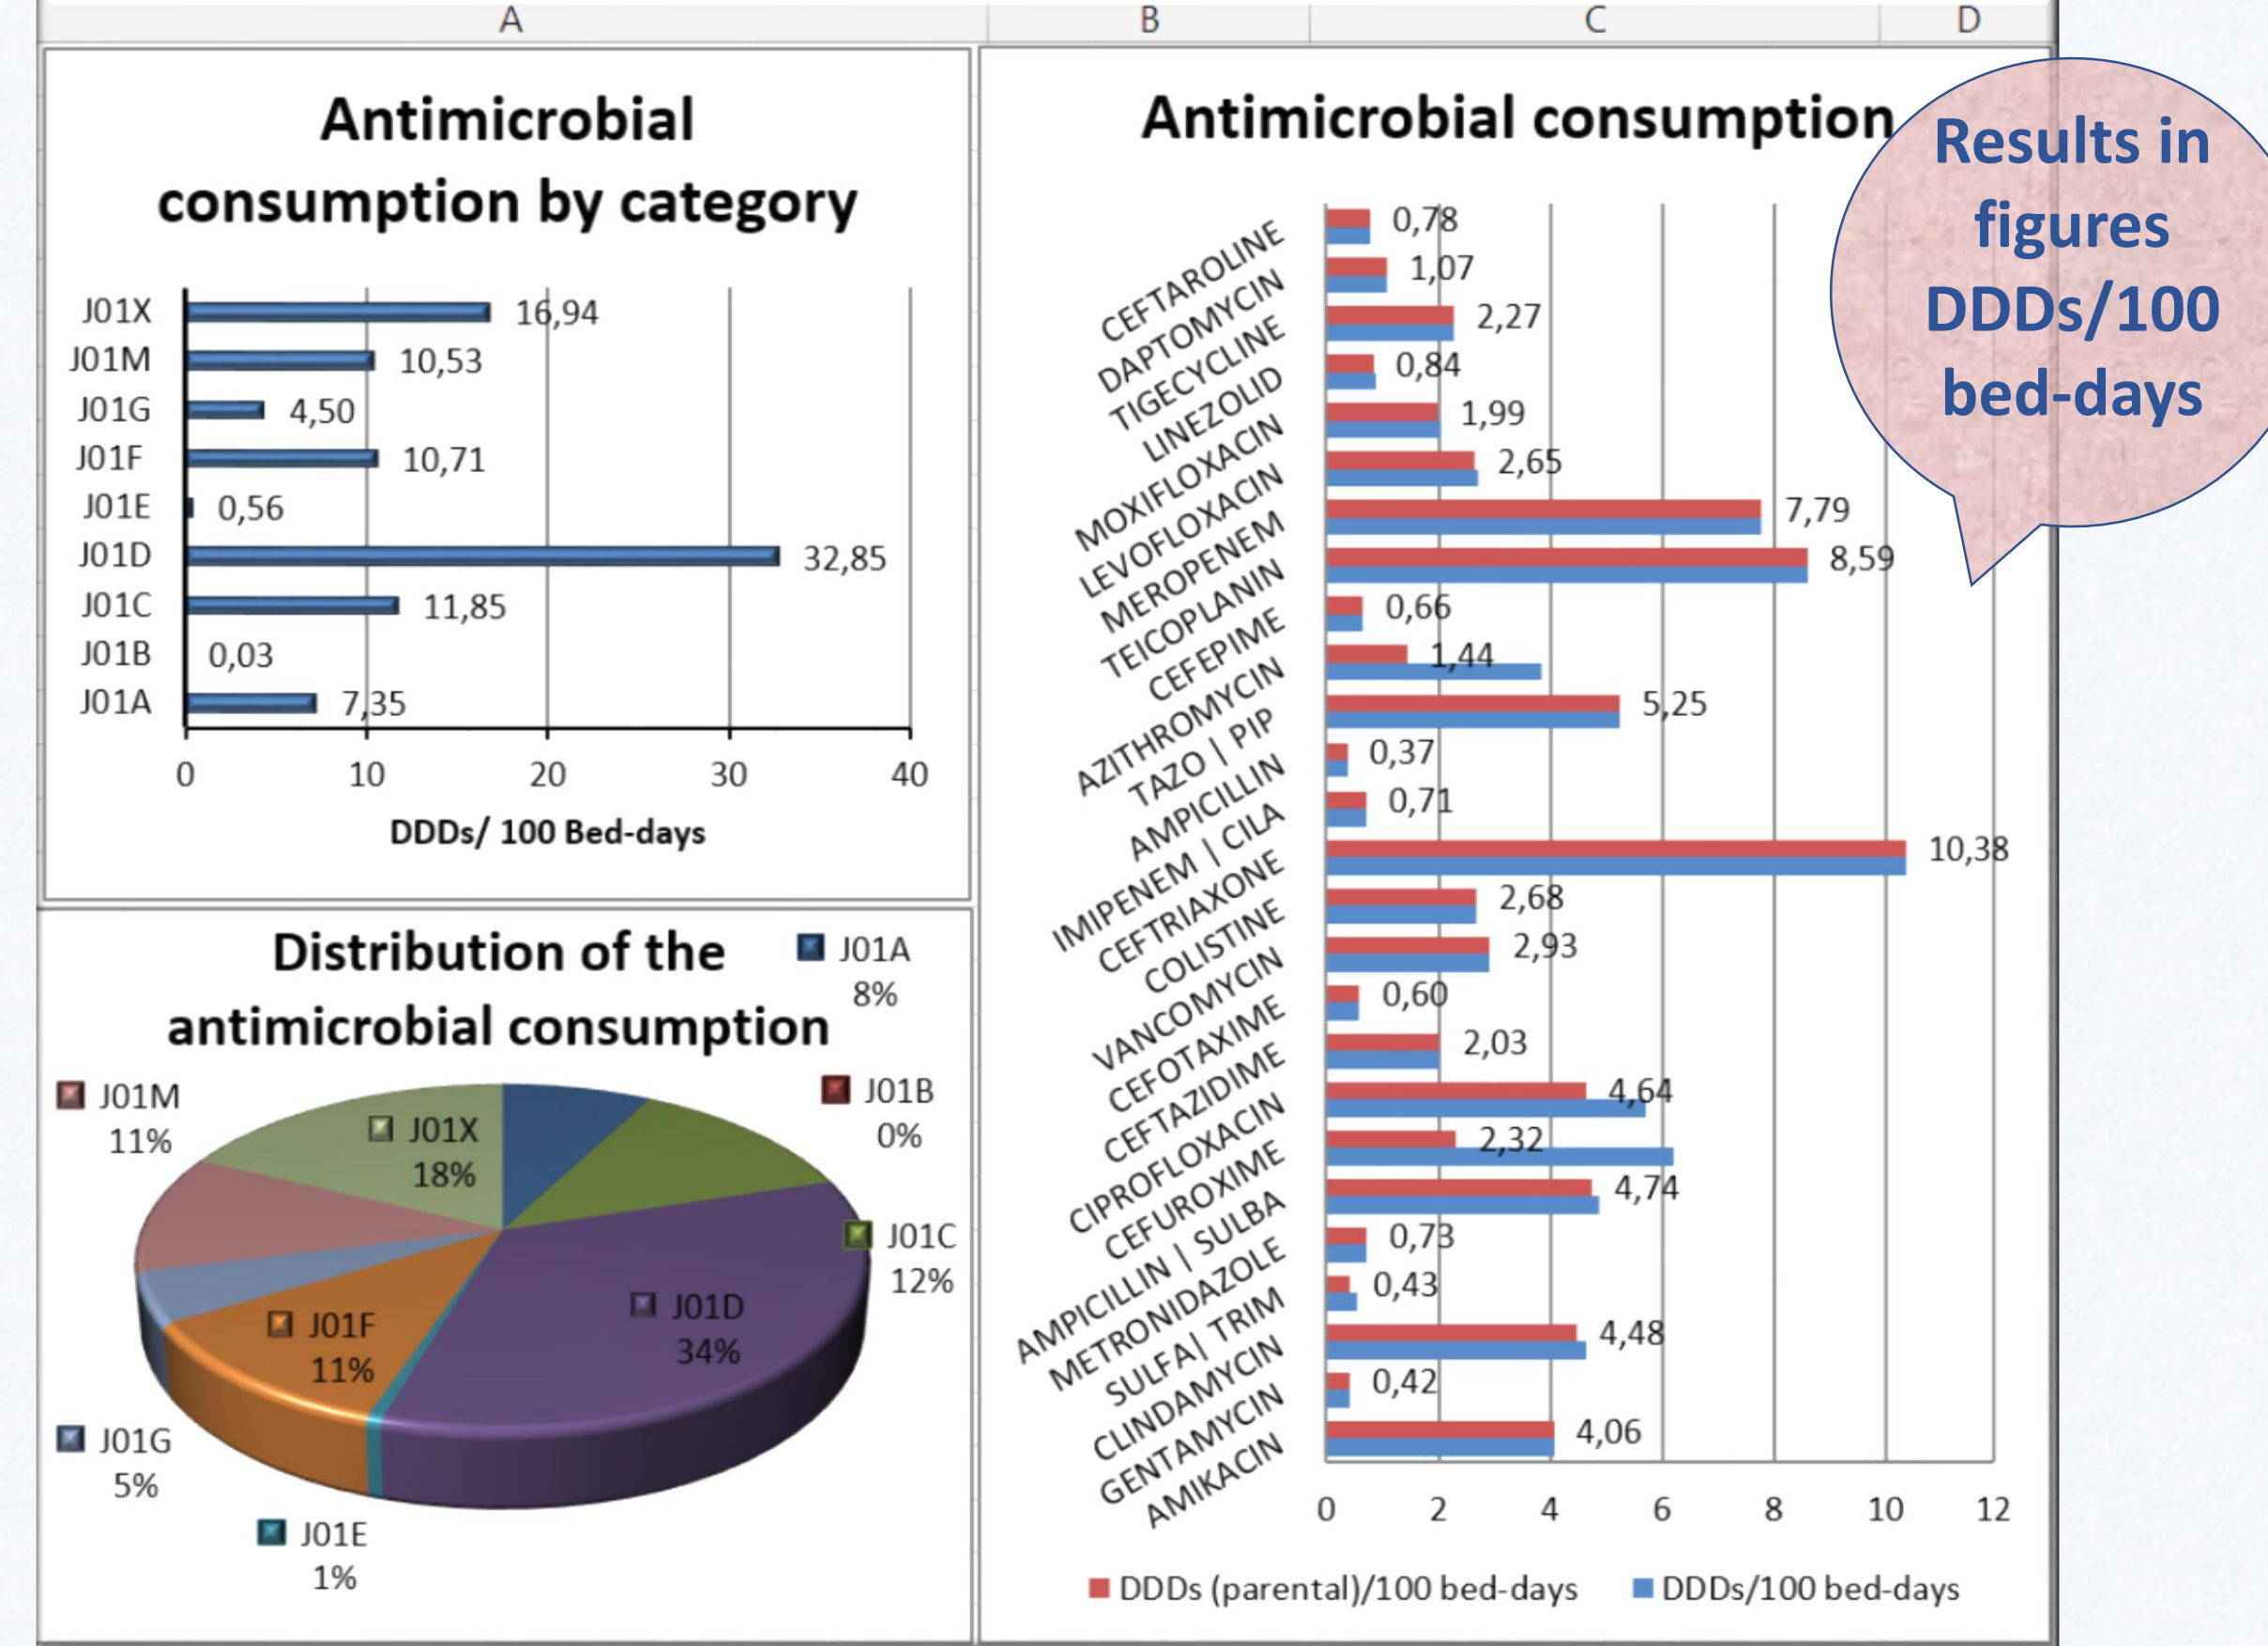 A
B
C
D
Antimicrobial
consumption by category
J01X
16,94
J01M
10,53
J01G
4,50
J01F
10,71
J01E
0,56
J01D
32,85
J01C
11,85
J01B
0,03
J01A
7,35
0
10
20
30
40
DDDs/ 100 Bed-days
Distribution of the
antimicrobial consumption
J01A
8%
J01B
0%
J01C
12%
J01D
34%
J01E
1%
J01F
11%
J01G
5%
J01M
11%
J01X
18%
Antimicrobial consumption
CEFTAROLINE
0,78
DAPTOMYCIN
1,07
TIGECYCLINE
2,27
LINEZOLID
0,84
MOXIFLOXACIN
1,99
LEVOFLOXACIN
2,65
MEROPENEM
7,79
TEICOPLANIN
8,59
CEFEPIME
0,66
AZITHROMYCIN
1,44
TAZO | PIP
5,25
AMPICILLIN
0,37
IMIPENEM | CILA
0,71
CEFTRIAXONE
10,38
COLISTINE
2,68
VANCOMYCIN
2,93
CEFOTAXIME
0,60
CEFTAZIDIME
2,03
CIPROFLOXACIN
4,64
CEFUROXIME
2,32
AMPICILLIN | SULBA
4,74
METRONIDAZOLE
0,73
SULFA| TRIM
0,43
CLINDAMYCIN
4,48
GENTAMYCIN
0,42
AMIKACIN
4,06
0
2
4
6
8
10
12
DDDs (parental)/100 bed-days
DDDs/100 bed-days
Results in
figures
DDDs/100
bed-days